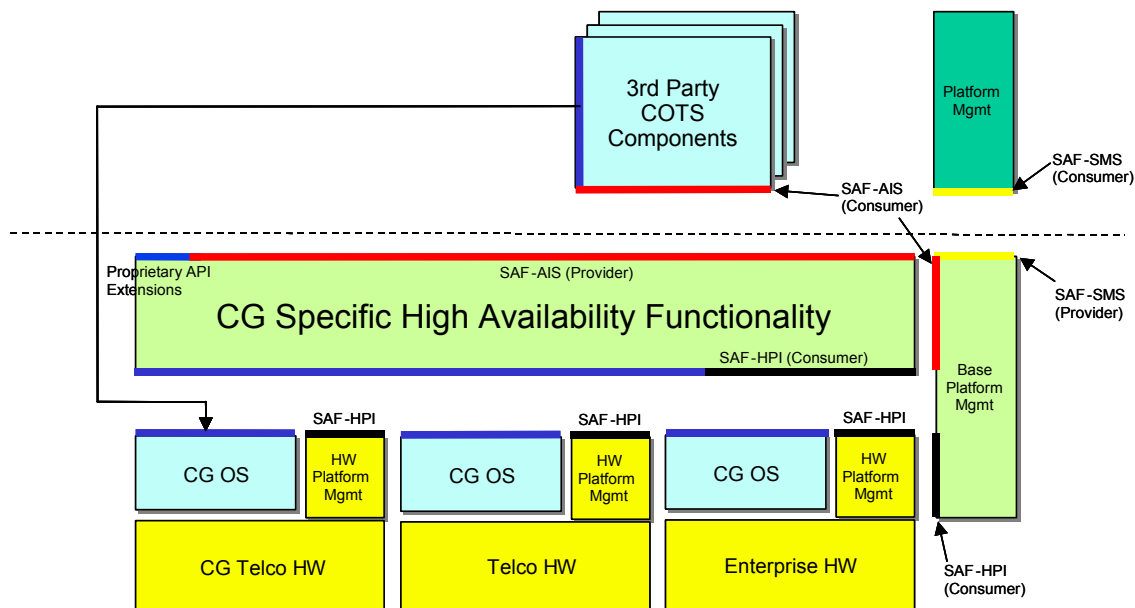 3rd Party
COTS
Components
Platform
Mgmt
SAF-SMS
(Consumer)
SAF-AIS
(Consumer)
Proprietary API
Extensions
SAF-AIS (Provider)
CG Specific High Availability Functionality
SAF-HPI (Consumer)
SAF-SMS
(Provider)
Base
Platform
Mgmt
SAF-HPI
SAF-HPI
SAF-HPI
CG OS
HW
Platform
Mgmt
CG OS
HW
Platform
Mgmt
CG OS
HW
Platform
Mgmt
CG Telco HW
Telco HW
Enterprise HW
SAF-HPI
(Consumer)